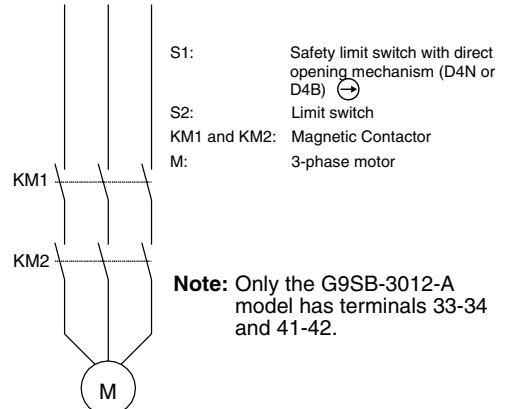 S1: Safety limit switch with direct
opening mechanism (D4N or
D4B)
S2: Limit switch
KM1 and KM2: Magnetic Contactor
M: 3-phase motor
KM1
KM2
Note: Only the G9SB-3012-A
model has terminals 33-34
and 41-42.
M